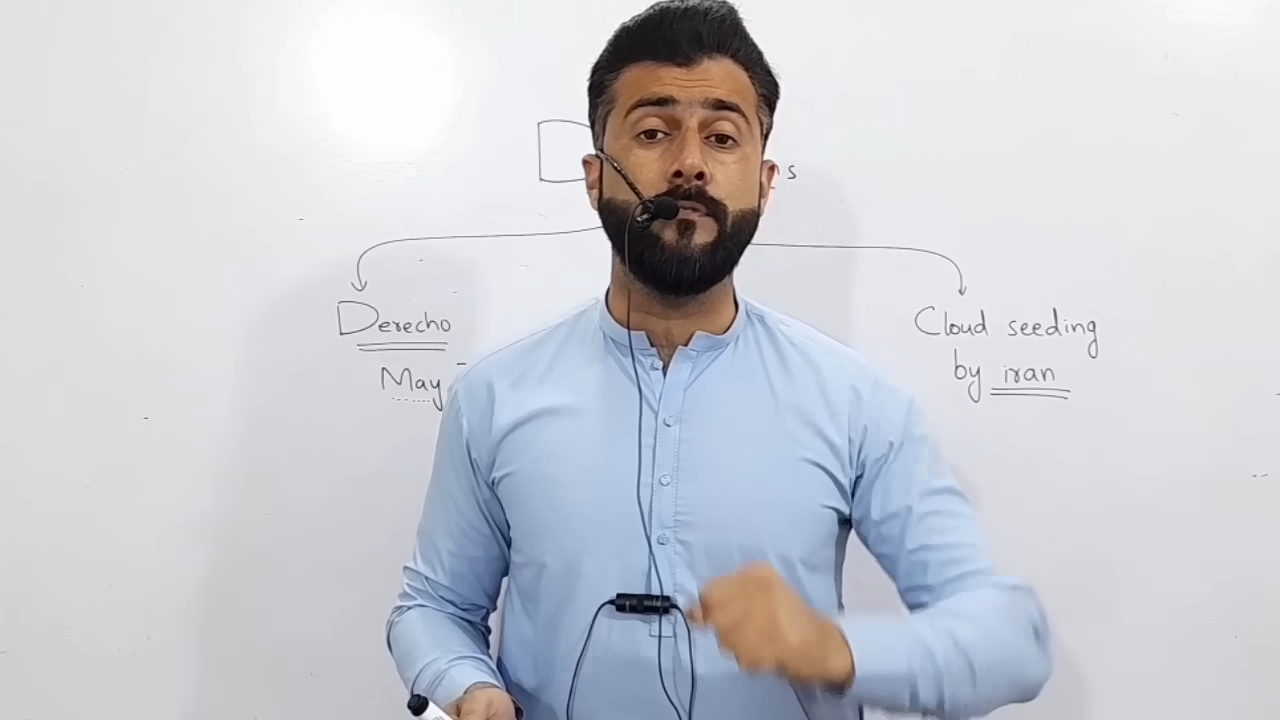 s
Derecho
May
Cloud seeding
by iran